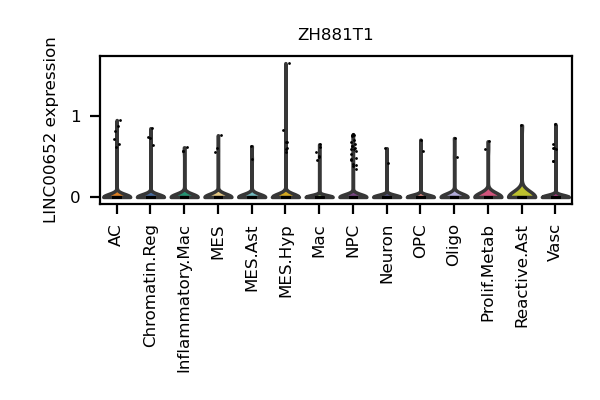 ZH881T1
LINC00652 expression
1
0
AC
Chromatin.Reg
Inflammatory.Mac
MES
MES.Ast
MES.Hyp
Mac
NPC
Neuron
OPC
Oligo
Prolif.Metab
Reactive.Ast
Vasc